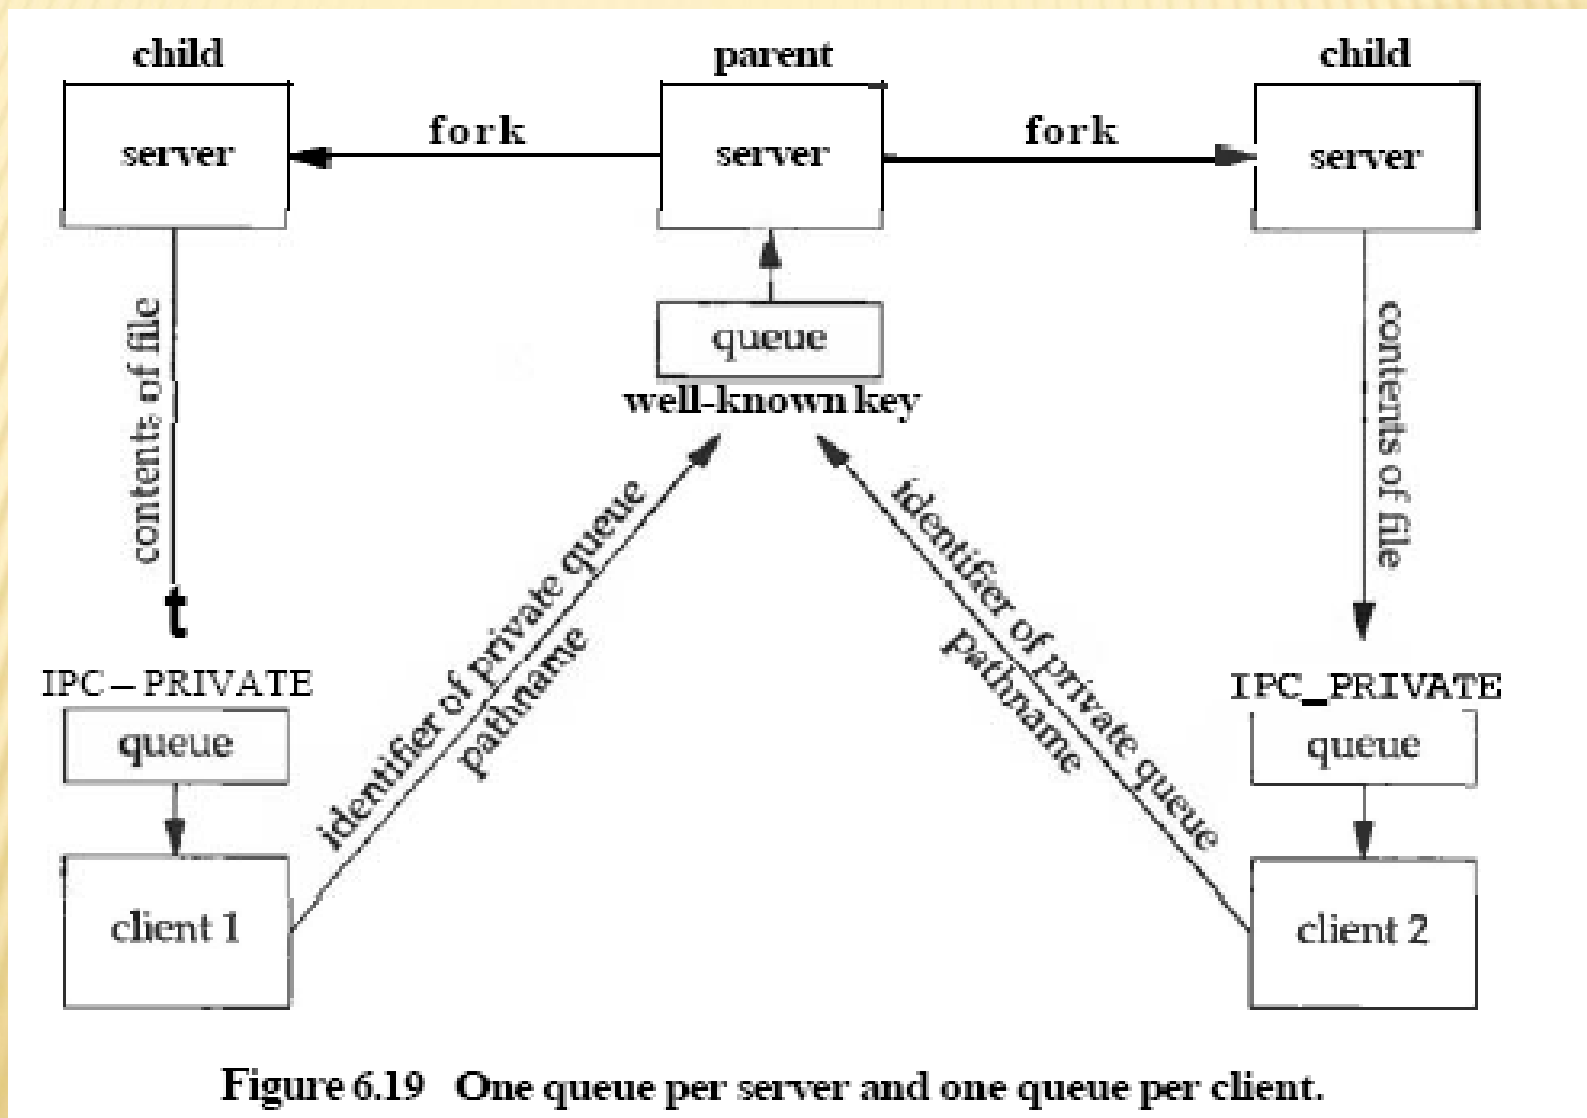 child
parent
child
server
fork
server
fork
server
queue
well-known key
contents of file
contents of file
identifier of private queue
pathname
identifier of private queue
pathname
t
IPC–PRIVATE
queue
IPC_PRIVATE
queue
client 1
client 2
Figure 6.19 One queue per server and one queue per client.